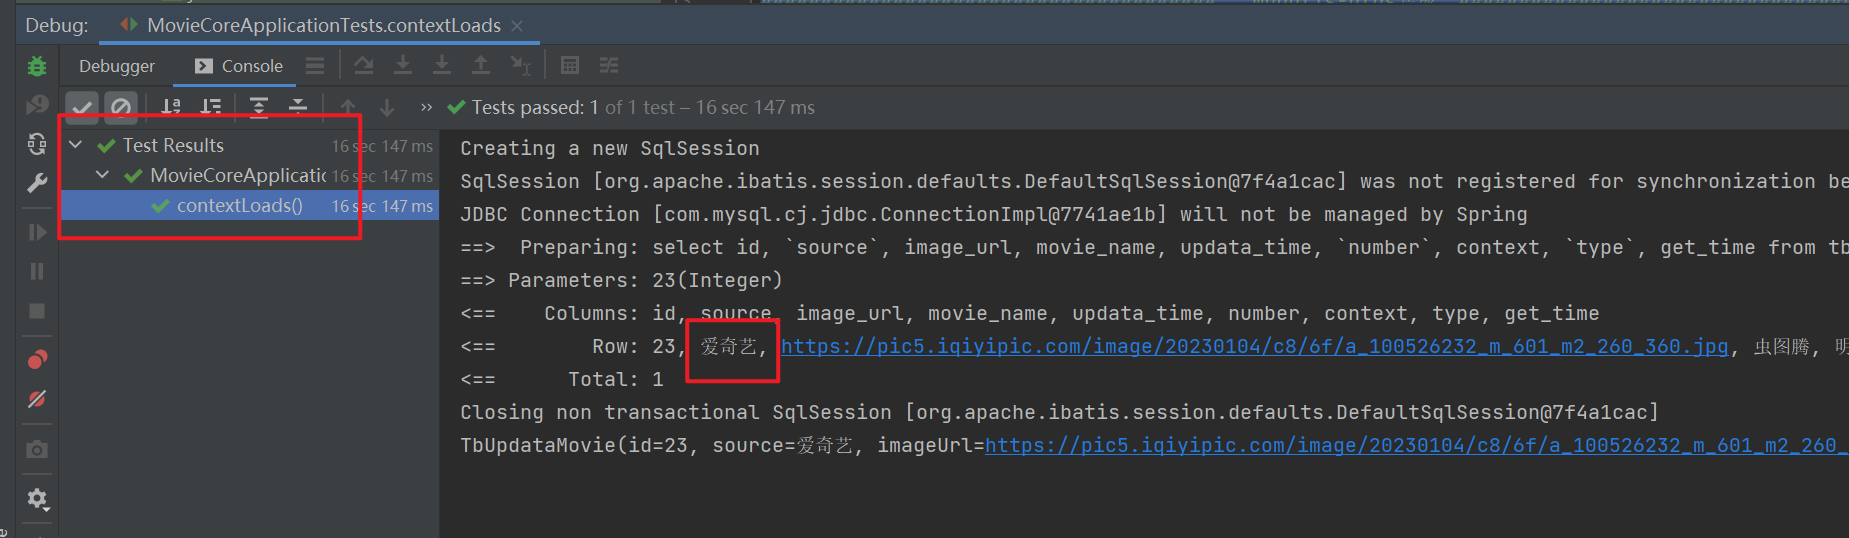 Debug: MovieCoreApplicationTests.contextLoads
Debugger Console
Tests passed: 1 of 1 test – 16 sec 147 ms
Test Results 16 sec 147 ms
MovieCoreApplicatic 16 sec 147 ms
contextLoads() 16 sec 147 ms
Creating a new SqlSession
SqlSession [org.apache.ibatis.session.defaults.DefaultSqlSession@7f4a1cac] was not registered for synchronization be
JDBC Connection [com.mysql.cj.jdbc.ConnectionImpl@7741ae1b] will not be managed by Spring
==>  Preparing: select id, `source`, image_url, movie_name, updata_time, `number`, context, `type`, get_time from tb
==> Parameters: 23(Integer)
<==    Columns: id, source, image_url, movie_name, updata_time, number, context, type, get_time
<==        Row: 23, 爱奇艺, https://pic5.iqiyipic.com/image/20230104/c8/6f/a_100526232_m_601_m2_260_360.jpg, 虫图腾, 明
<==      Total: 1
Closing non transactional SqlSession [org.apache.ibatis.session.defaults.DefaultSqlSession@7f4a1cac]
TbUpdataMovie(id=23, source=爱奇艺, imageUrl=https://pic5.iqiyipic.com/image/20230104/c8/6f/a_100526232_m_601_m2_260_